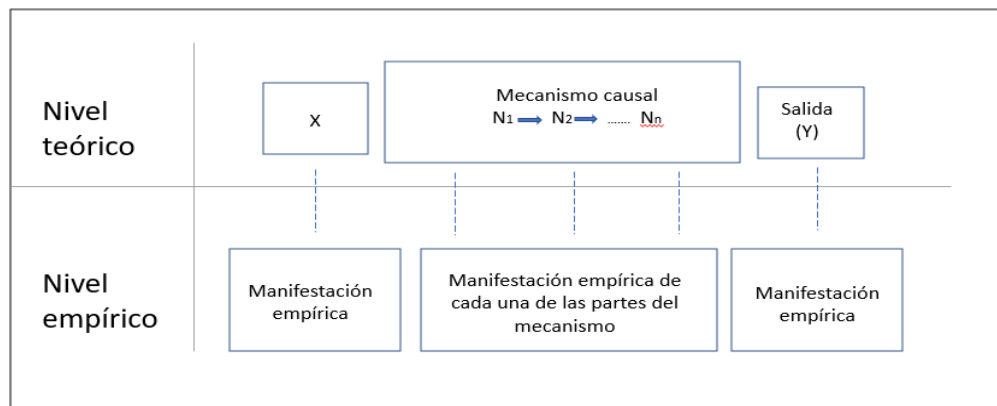 Nivel
teórico
X
Mecanismo causal
N1 → N2 → ....... Nn
Salida
(Y)
Nivel
empírico
Manifestación
empírica
Manifestación empírica de
cada una de las partes del
mecanismo
Manifestación
empírica